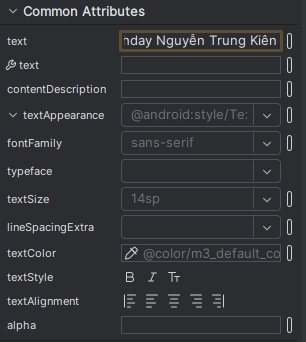 Common Attributes
text nday Nguyễn Trung Kiên
text
contentDescription
textAppearance @android:style/Te:
fontFamily sans-serif
typeface
textSize 14sp
lineSpacingExtra
textColor @color/m3_default_co
textStyle B I Tт
textAlignment
alpha